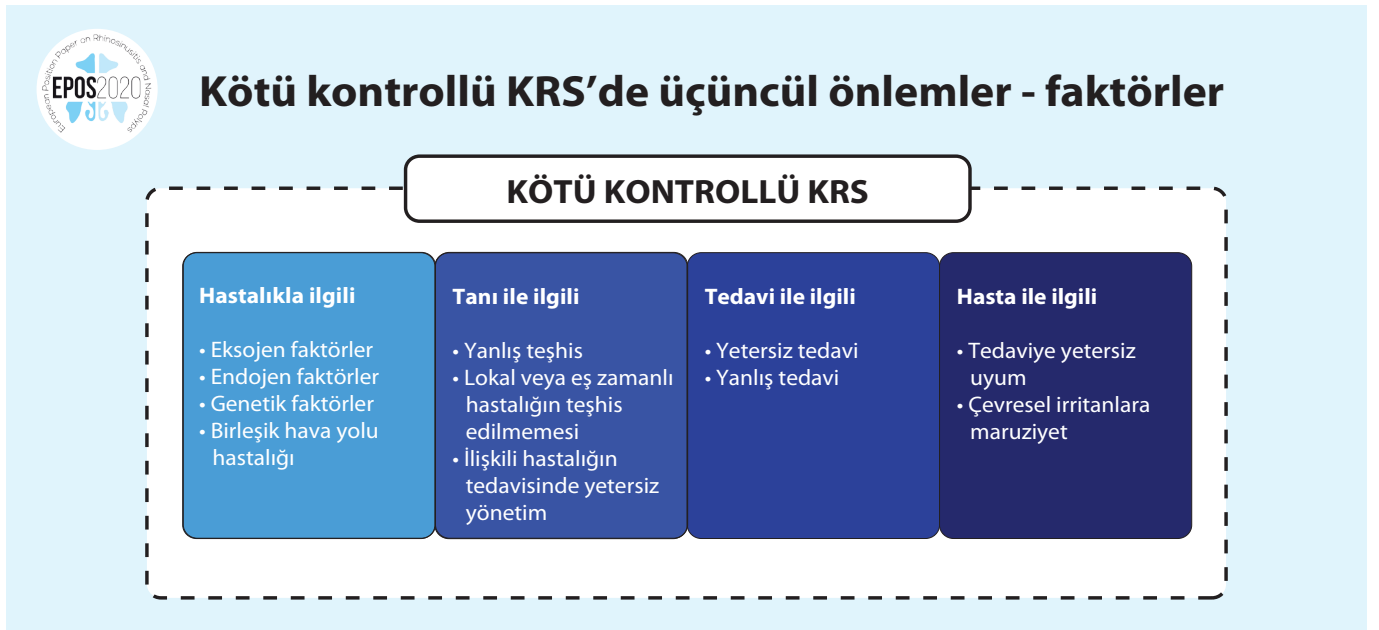 European Position Paper on Rhinosinusitis and Nasal Polyps
EPOS2020
Kötü kontrollü KRS’de üçüncül önlemler - faktörler
KÖTÜ KONTROLLÜ KRS
Hastalıkla ilgili
• Eksojen faktörler
• Endojen faktörler
• Genetik faktörler
• Birleşik hava yolu
hastalığı
Tanı ile ilgili
• Yanlış teşhis
• Lokal veya eş zamanlı
hastalığın teşhis
edilmemesi
• İlişkili hastalığın
tedavisinde yetersiz
yönetim
Tedavi ile ilgili
• Yetersiz tedavi
• Yanlış tedavi
Hasta ile ilgili
• Tedaviye yetersiz
uyum
• Çevresel irritanlara
maruziyet